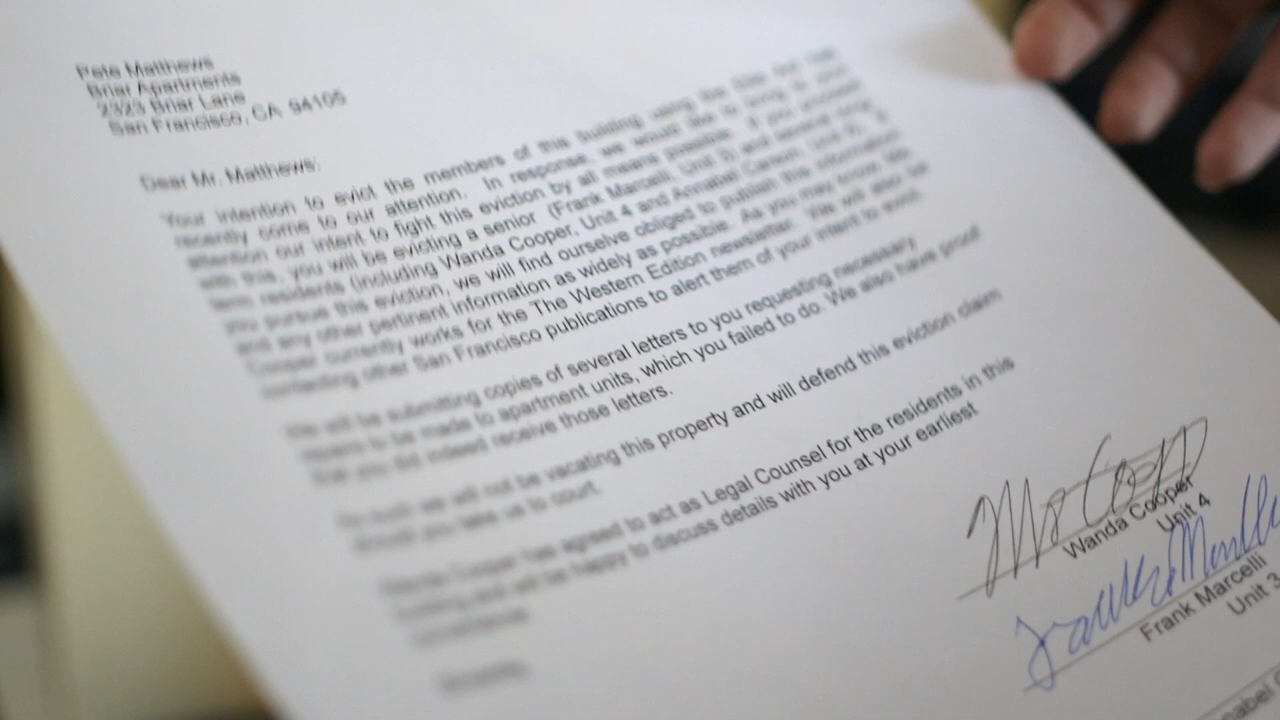 Pete Matthews
Briar Apartments
2323 Briar Lane
San Francisco, CA 94105
Dear Mr. Matthews:
Your intention to evict the members of this building using the Ellis Act has
recently come to our attention. In response, we would like to bring to your
attention our intent to fight this eviction by all means possible. If you proceed
with this, you will be evicting a senior (Frank Marcelli, Unit 3) and several long
term residents (including Wanda Cooper, Unit 4 and Annabel Carson, Unit 5). If
you pursue this eviction, we will find ourselve obliged to publish this information
and any other pertinent information as widely as possible. As you may know, Ms.
Cooper currently works for the The Western Edition newsletter. We will also be
contacting other San Francisco publications to alert them of your intent to evict.
We will be submitting copies of several letters to you requesting necessary
repairs to be made to apartment units, which you failed to do. We also have proof
that you did indeed receive those letters.
we will not be vacating this property and will defend this eviction claim
should you take us to court.
Cooper has agreed to act as Legal Counsel for the residents in this
building and will be happy to discuss details with you at your earliest
convenience.
Sincerely,
Ms Coop
Wanda Cooper
Unit 4
Frank Marcelli
Frank Marcelli
Unit 3